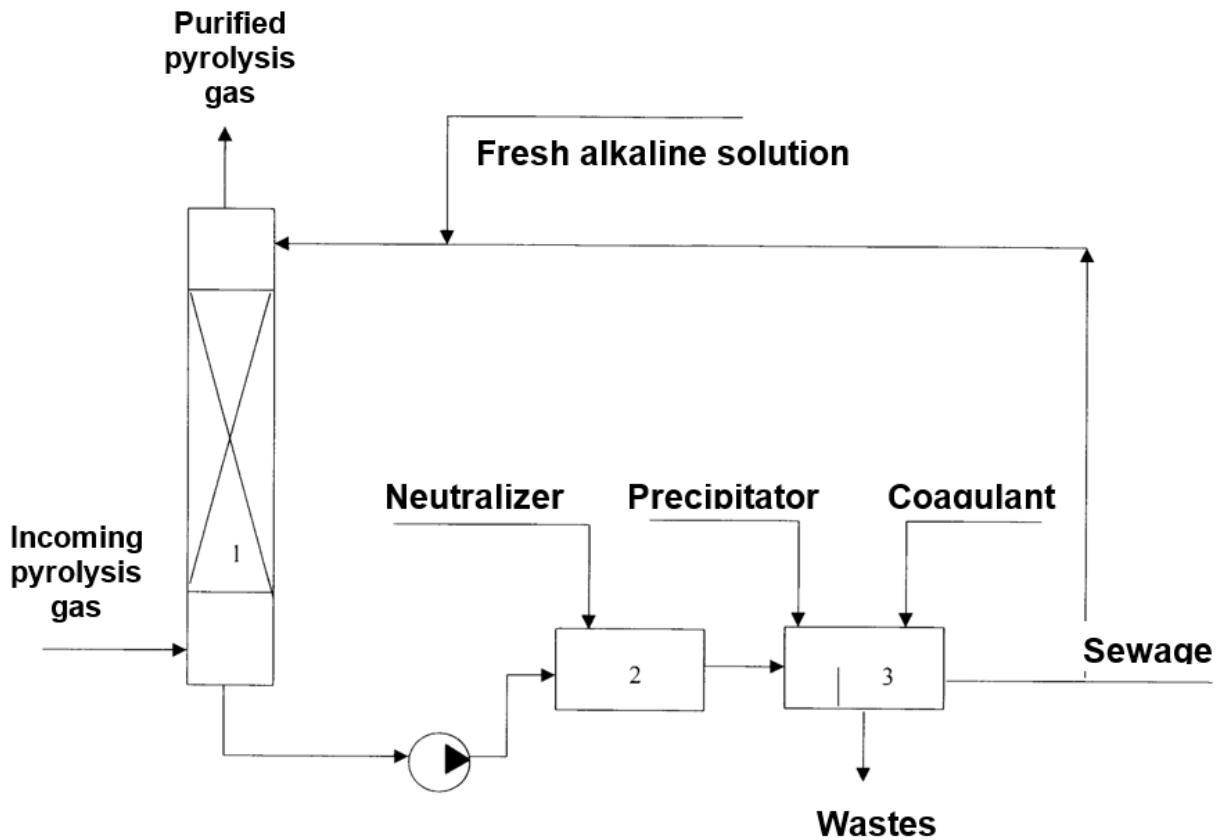 Purified
pyrolysis
gas
Fresh alkaline solution
Neutralizer
Precipitator
Coagulant
Incoming
pyrolysis
gas
1
2
3
Sewage
Wastes